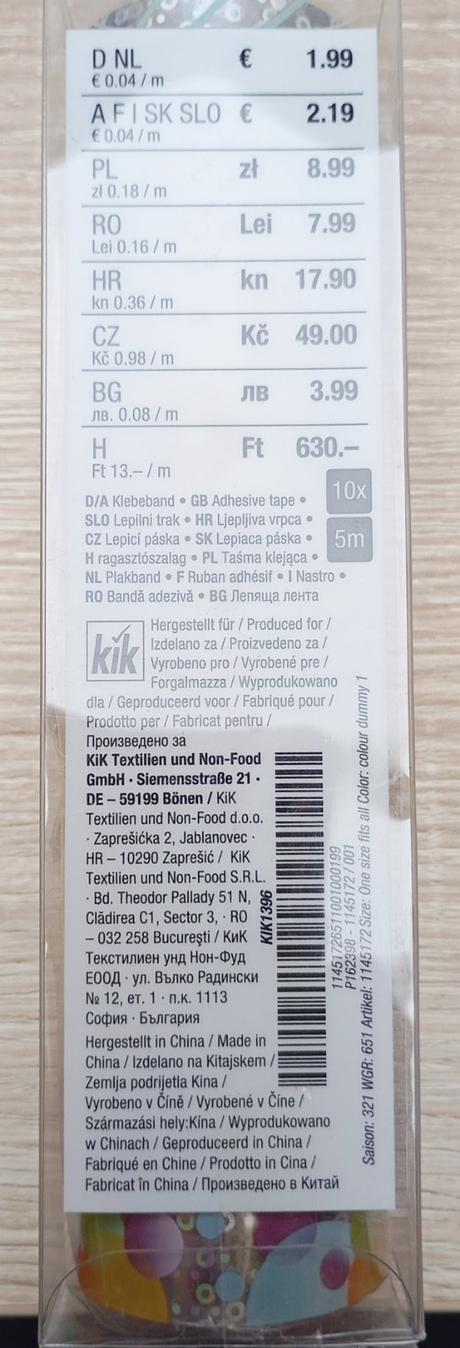 D NL € 1.99
€ 0.04 / m
A F I SK SLO € 2.19
€ 0.04 / m
PL zł 8.99
zł 0.18 / m
RO Lei 7.99
Lei 0.16 / m
HR kn 17.90
kn 0.36 / m
CZ Kč 49.00
Kč 0.98 / m
BG лв 3.99
лв. 0.08 / m
H Ft 630.–
Ft 13.– / m
10x
5m
D/A Klebeband • GB Adhesive tape •
SLO Lepilni trak • HR Ljepljiva vrpca •
CZ Lepicí páska • SK Lepiaca páska •
H ragasztószalag • PL Taśma klejąca •
NL Plakband • F Ruban adhésif • I Nastro •
RO Bandă adezivă • BG Лепяща лента
kik
Hergestellt für / Produced for /
Izdelano za / Proizvedeno za /
Vyrobeno pro / Vyrobené pre /
Forgalmazza / Wyprodukowano
dla / Geproduceerd voor / Fabriqué pour /
Prodotto per / Fabricat pentru /
Произведено за
KiK Textilien und Non-Food
GmbH · Siemensstraße 21 ·
DE – 59199 Bönen / KiK
Textilien und Non-Food d.o.o.
· Zaprešićka 2, Jablanovec ·
HR – 10290 Zaprešić / KiK
Textilien und Non-Food S.R.L.
· Bd. Theodor Pallady 51 N,
Clădirea C1, Sector 3, · RO
– 032 258 Bucureşti / КиК
Текстилиен унд Нон-Фуд
ЕООД · ул. Вълко Радински
№ 12, ет. 1 · п.к. 1113
София · България
Hergestellt in China / Made in
China / Izdelano na Kitajskem /
Zemlja podrijetla Kina /
Vyrobeno v Číně / Vyrobené v Číne /
Származási hely:Kína / Wyprodukowano
w Chinach / Geproduceerd in China /
Fabriqué en Chine / Prodotto in Cina /
Fabricat în China / Произведено в Китай
KIK1396
1145172651100100199
P162398 - 1145172 / 001
Saison: 321 WGR: 651 Artikel: 1145172 Size: One size fits all Color: colour dummy 1